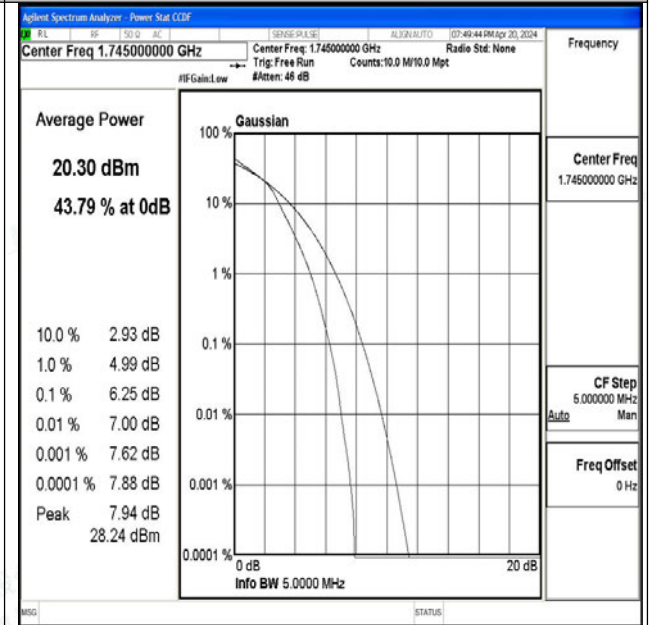 Agilent Spectrum Analyzer - Power Stat CCDF
RL RF 50 Ω AC SENSE:PULSE ALIGN AUTO 07:49:44 PM Apr 20, 2024
Center Freq 1.745000000 GHz
Center Freq: 1.745000000 GHz Radio Std: None
Trig: Free Run Counts:10.0 M/10.0 Mpt
#IFGain:Low #Atten: 46 dB
Average Power
20.30 dBm
43.79 % at 0dB
10.0 % 2.93 dB
1.0 % 4.99 dB
0.1 % 6.25 dB
0.01 % 7.00 dB
0.001 % 7.62 dB
0.0001 % 7.88 dB
Peak 7.94 dB
28.24 dBm
Gaussian
100 %
10 %
1 %
0.1 %
0.01 %
0.001 %
0.0001 %
0 dB 20 dB
Info BW 5.0000 MHz
Frequency
Center Freq
1.745000000 GHz
CF Step
5.000000 MHz
Auto Man
Freq Offset
0 Hz
MSG STATUS